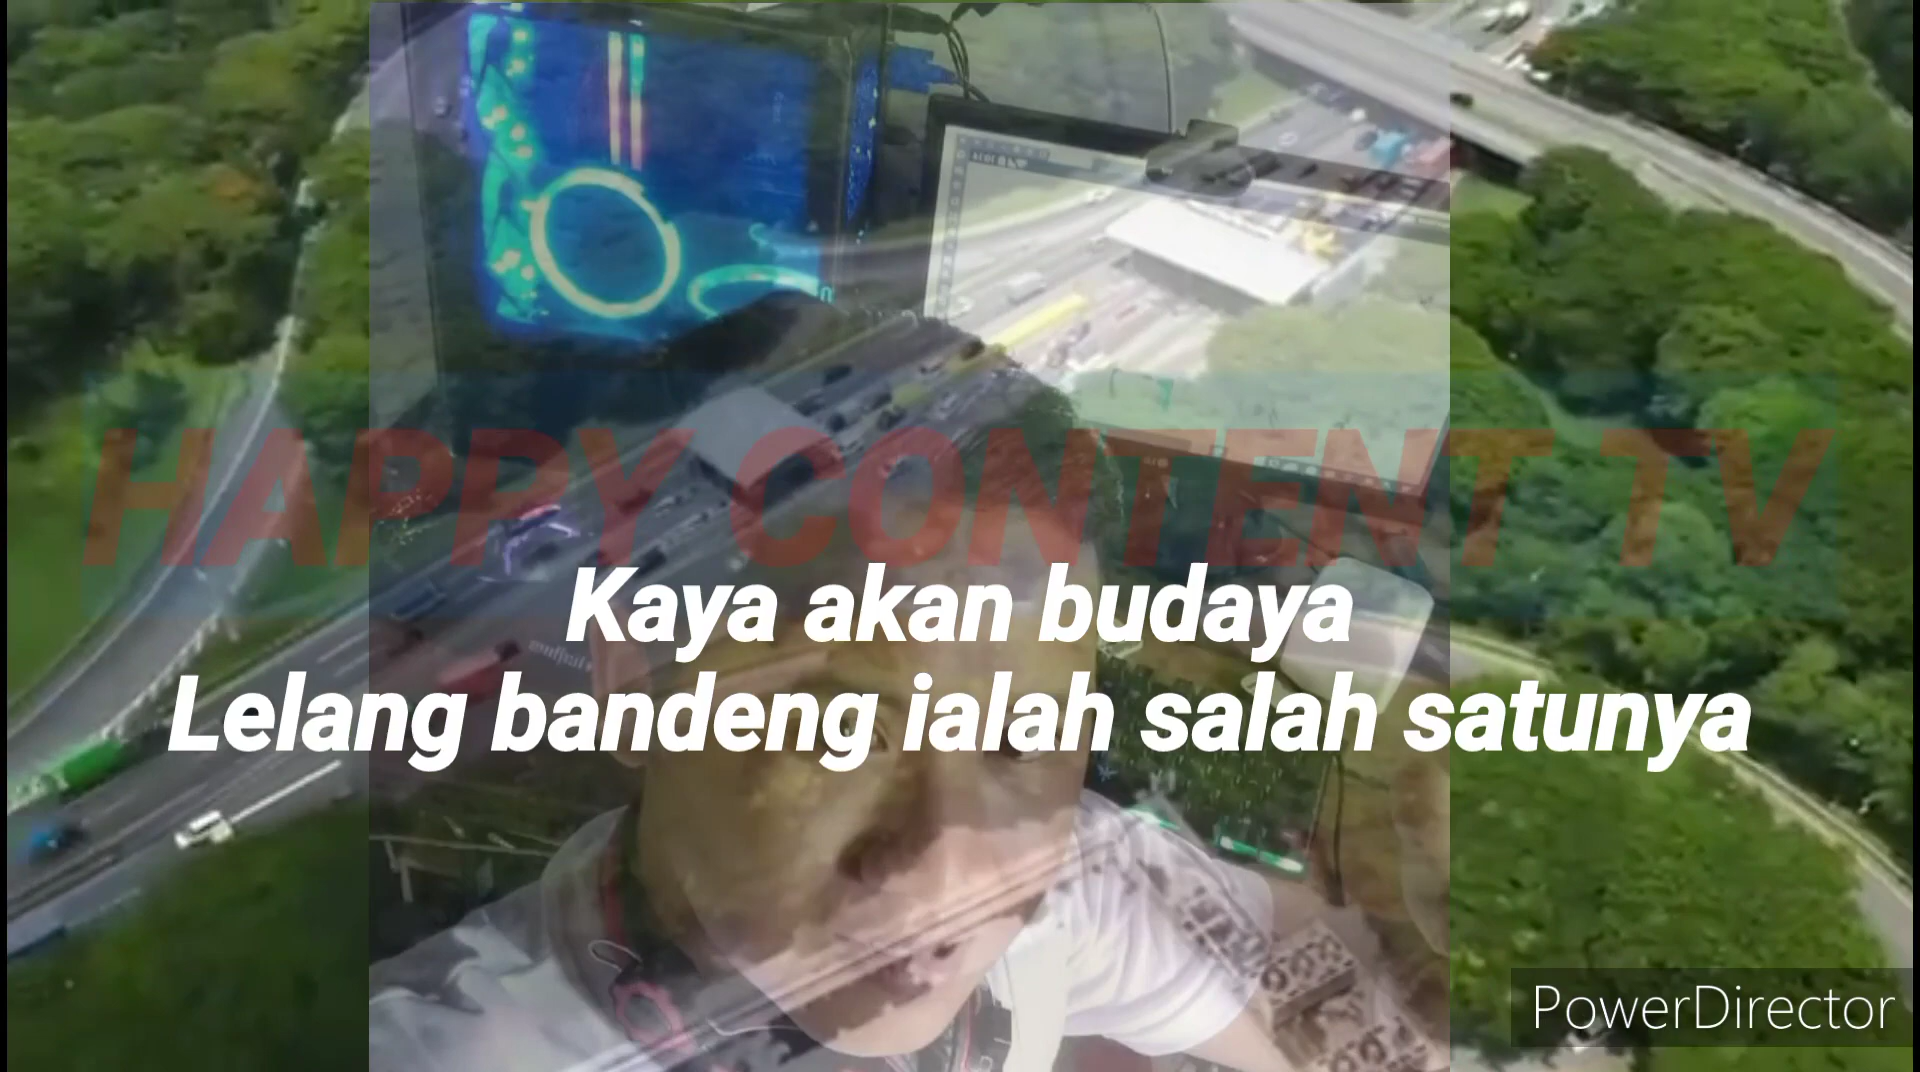 HAPPY CONTENT TV
Kaya akan budaya
Lelang bandeng ialah salah satunya
PowerDirector